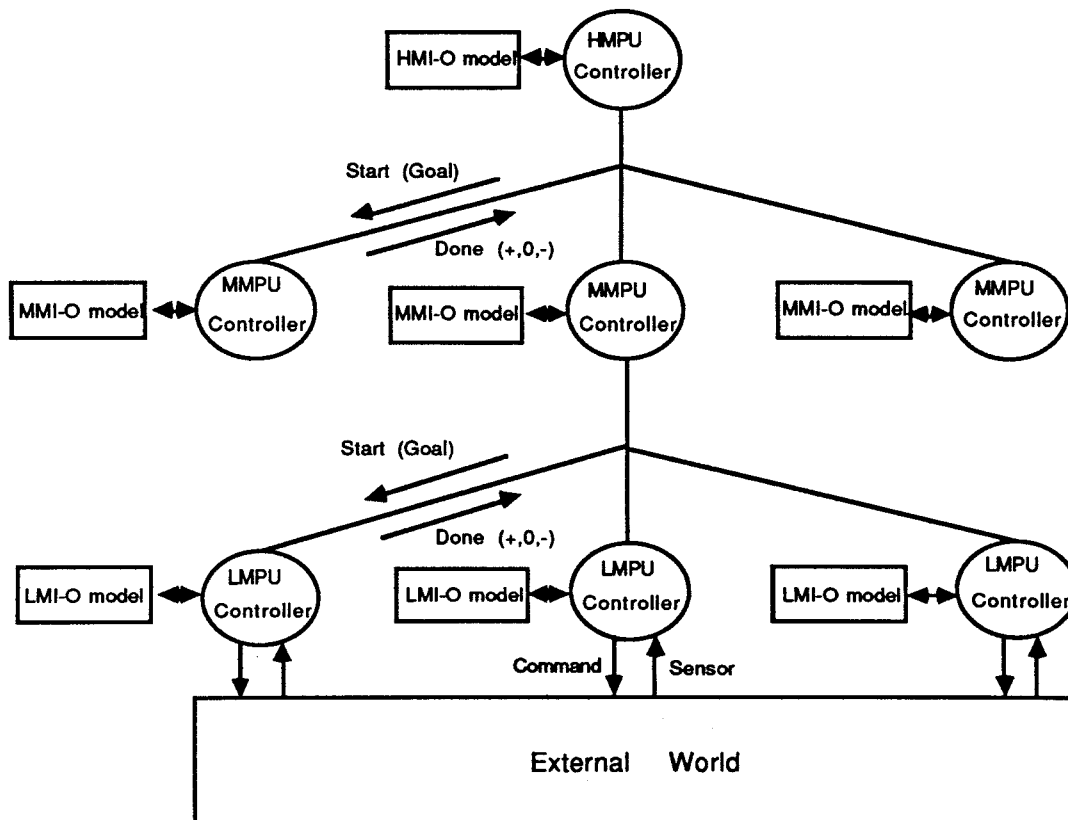 HMI-O model
HMPU
Controller
Start (Goal)
Done (+,0,-)
MMI-O model
MMPU
Controller
MMI-O model
MMPU
Controller
MMI-O model
MMPU
Controller
Start (Goal)
Done (+,0,-)
LMI-O model
LMPU
Controller
LMI-O model
LMPU
Controller
LMI-O model
LMPU
Controller
Command
Sensor
External World